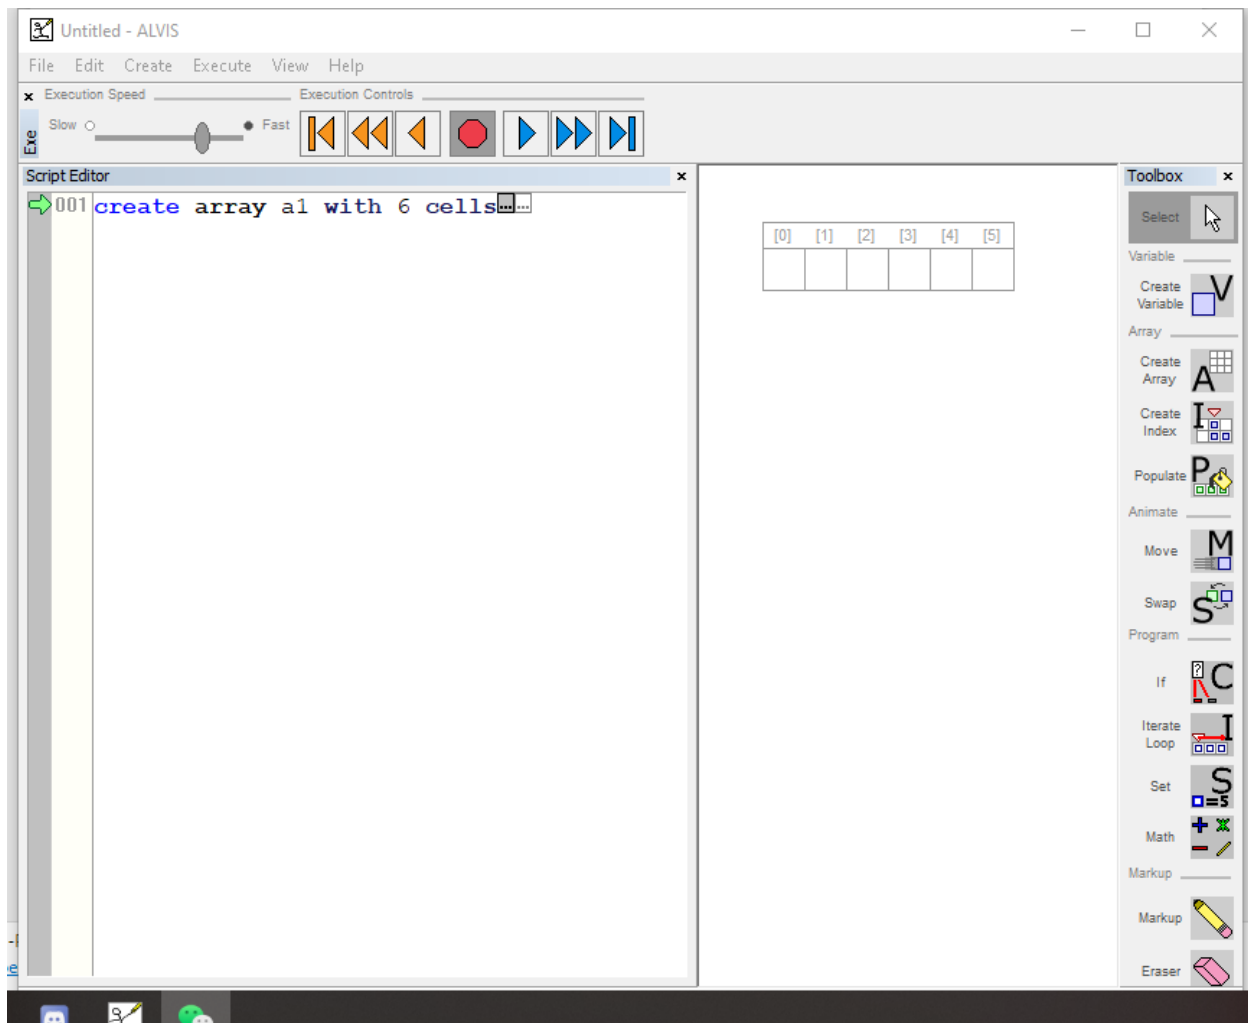 Untitled - ALVIS
File Edit Create Execute View Help
x Execution Speed Execution Controls
Exe
Slow Fast
Script Editor x
001 create array a1 with 6 cells... ...
[0] [1] [2] [3] [4] [5]
Toolbox x
Select
Variable
Create
Variable
V
Array
Create
Array
A
Create
Index
I
Populate
P
Animate
Move
M
Swap
S
Program
If
? C
Iterate
Loop
I
Set
S
=5
Math
Markup
Markup
Eraser